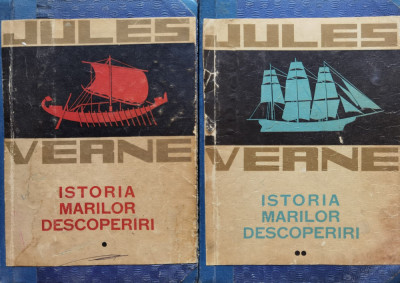 JULES
VERNE
ISTORIA
MARILOR
DESCOPERIRI
JULES
VERNE
ISTORIA
MARILOR
DESCOPERIRI